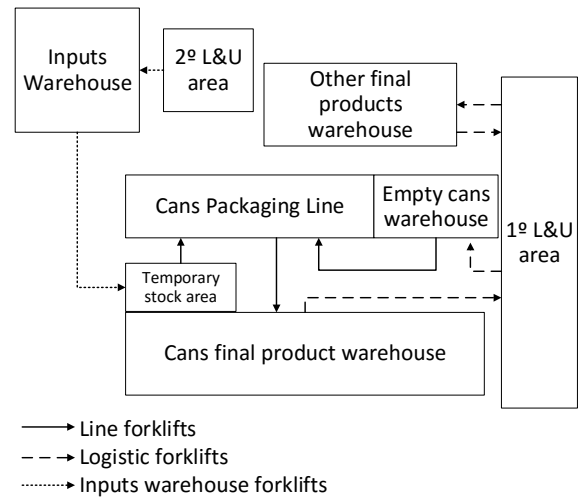 Inputs
Warehouse
2º L&U
area
Other final
products
warehouse
Cans Packaging Line
Empty cans
warehouse
1º L&U
area
Temporary
stock area
Cans final product warehouse
Line forklifts
Logistic forklifts
Inputs warehouse forklifts